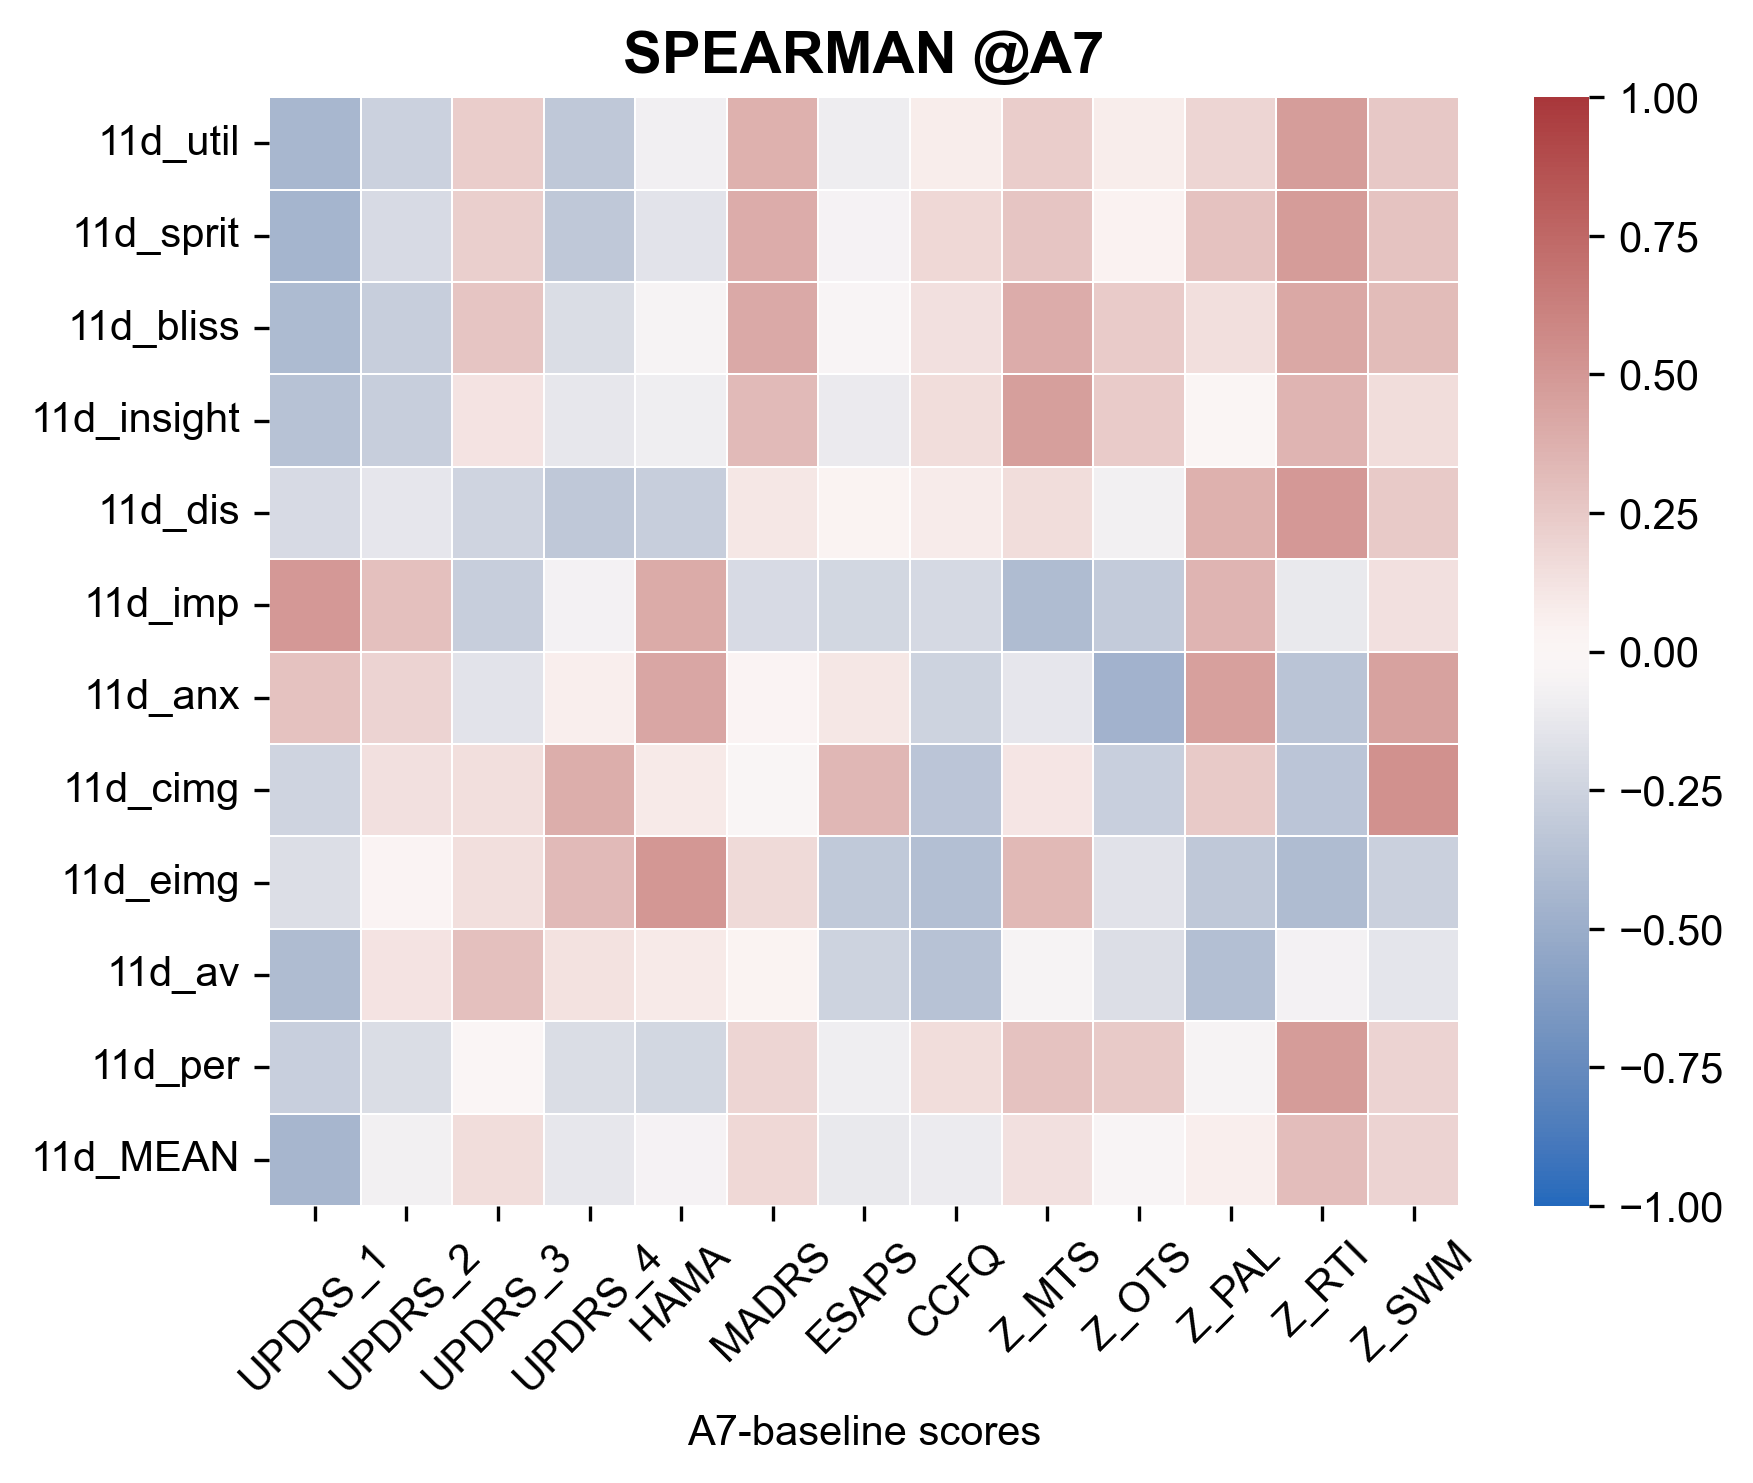 SPEARMAN @A7
11d_util
11d_sprit
11d_bliss
11d_insight
11d_dis
11d_imp
11d_anx
11d_cimg
11d_eimg
11d_av
11d_per
11d_MEAN
UPDRS_1
UPDRS_2
UPDRS_3
UPDRS_4
HAMA
MADRS
ESAPS
CCFQ
Z_MTS
Z_OTS
Z_PAL
Z_RTI
Z_SWM
A7-baseline scores
1.00
0.75
0.50
0.25
0.00
−0.25
−0.50
−0.75
−1.00